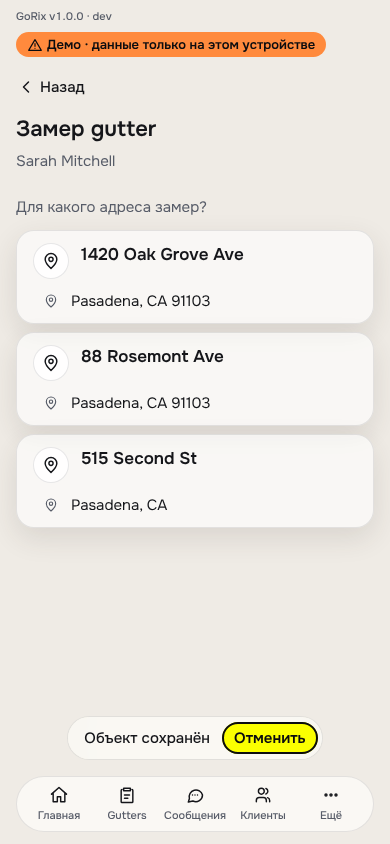 GoRix v1.0.0 · dev
Демо · данные только на этом устройстве
Назад
Замер gutter
Sarah Mitchell
Для какого адреса замер?
1420 Oak Grove Ave
Pasadena, CA 91103
88 Rosemont Ave
Pasadena, CA 91103
515 Second St
Pasadena, CA
Объект сохранён Отменить
Главная Gutters Сообщения Клиенты Ещё